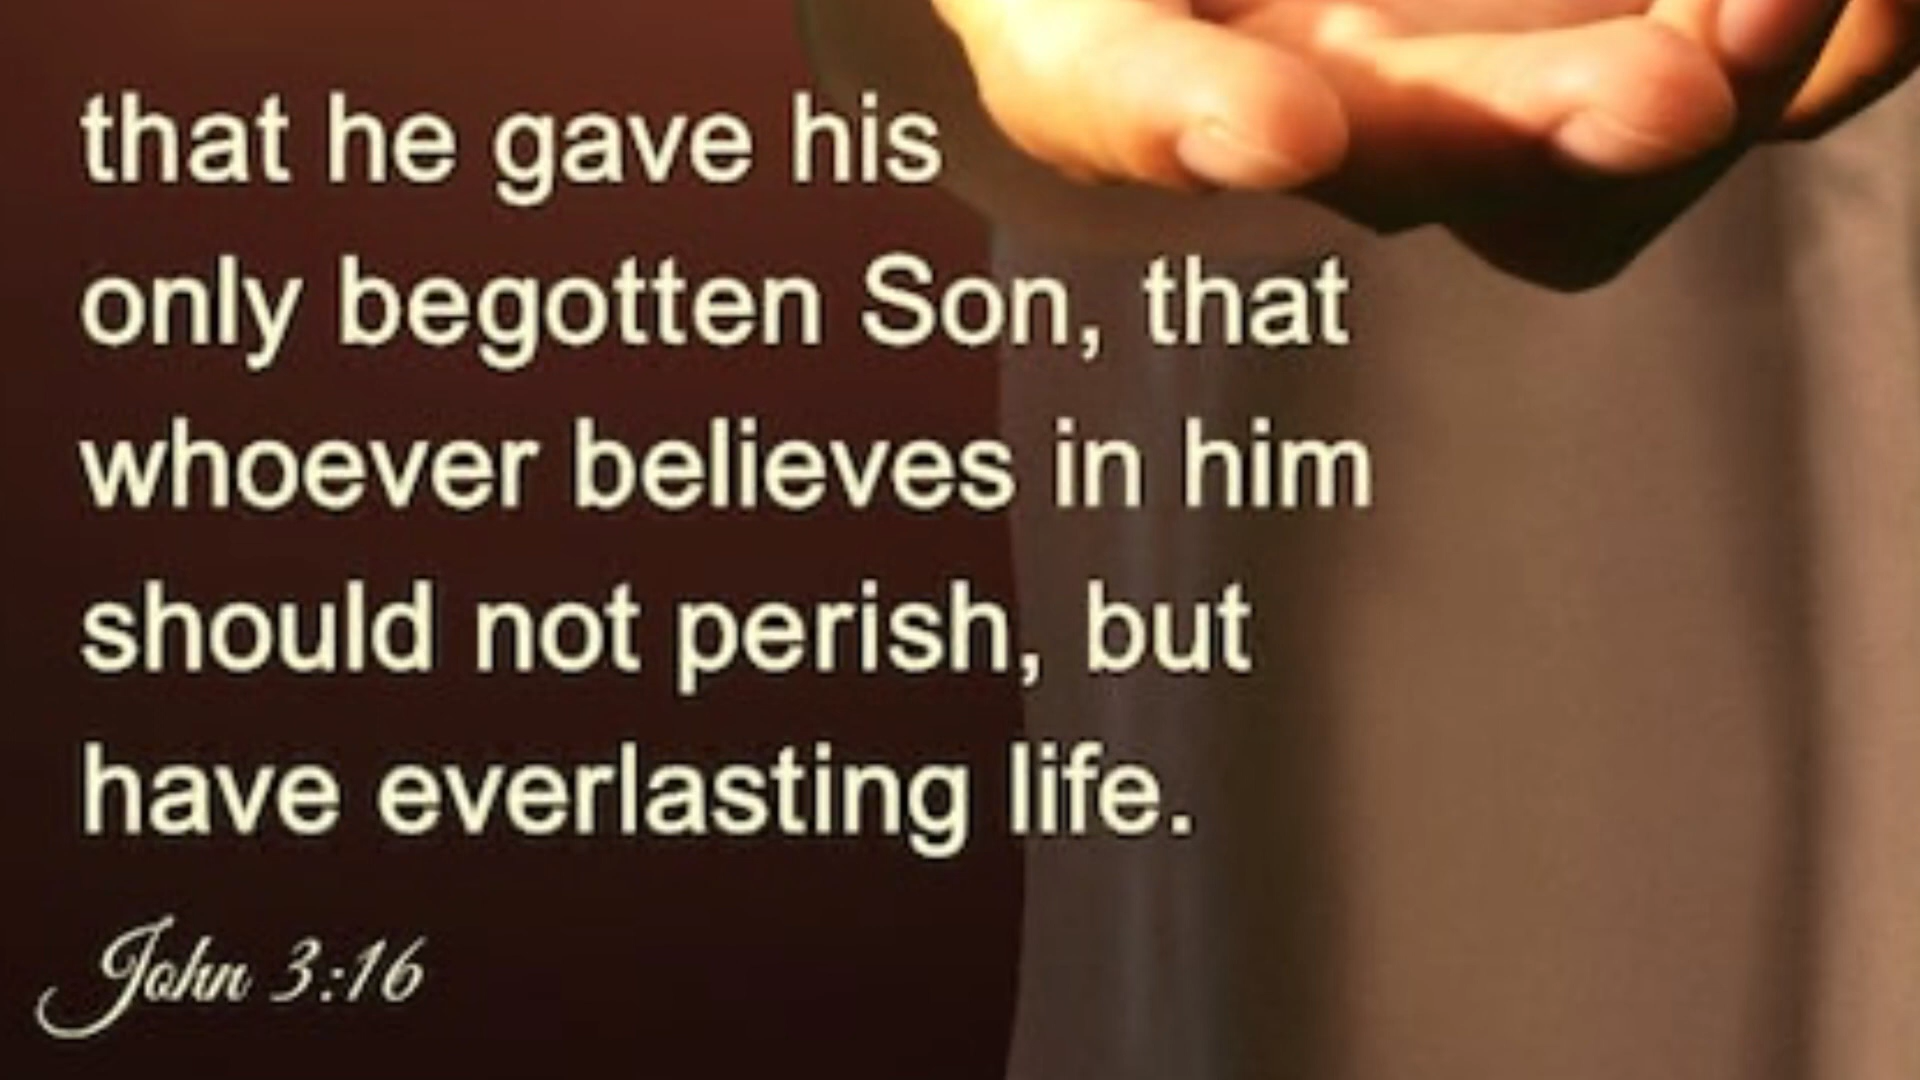 that he gave his
only begotten Son, that
whoever believes in him
should not perish, but
have everlasting life.
John 3:16